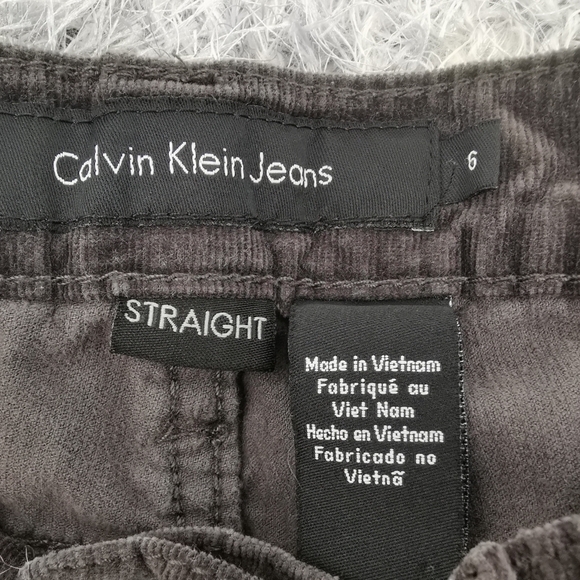 Calvin Klein Jeans
6
STRAIGHT
Made in Vietnam
Fabriqué au
Viet Nam
Hecho en Vietnam
Fabricado no
Vietnã